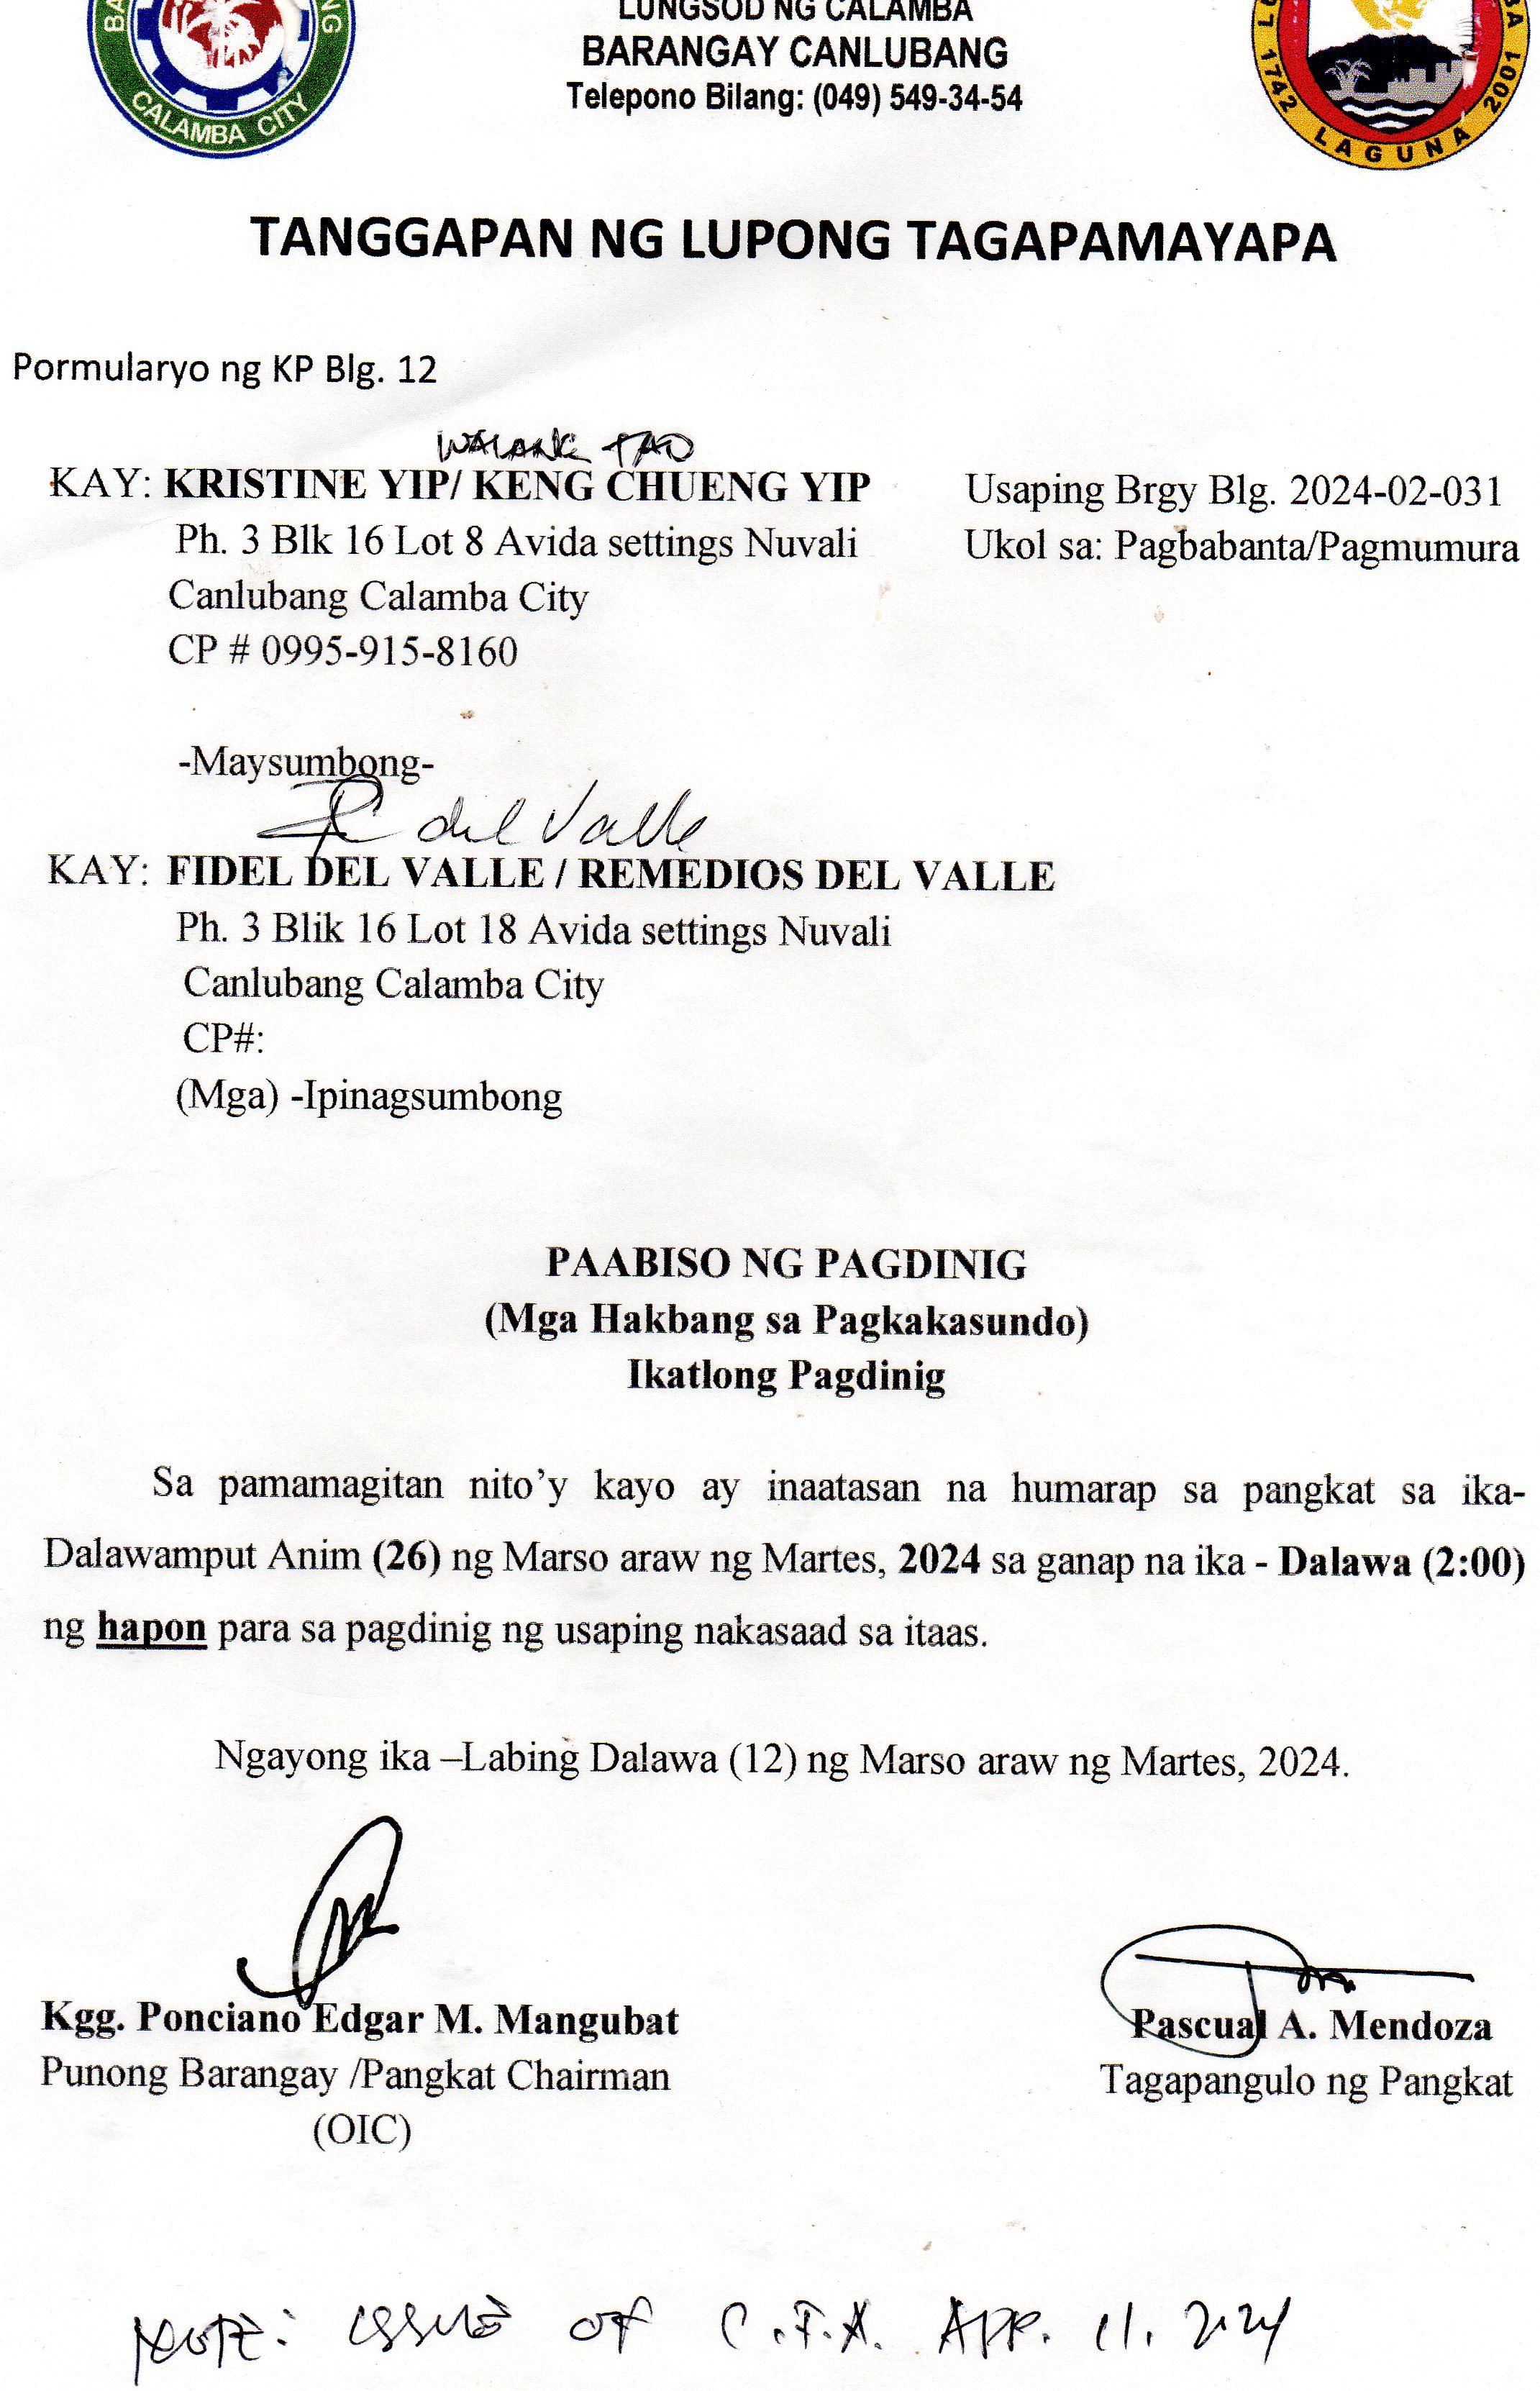 LUNGSOD NG CALAMBA
BARANGAY CANLUBANG
Telepono Bilang: (049) 549-34-54
CALAMBA CITY
1742 LAGUNA 2001
TANGGAPAN NG LUPONG TAGAPAMAYAPA
Pormularyo ng KP Blg. 12
WALANG TAO
KAY: KRISTINE YIP/ KENG CHUENG YIP
Usaping Brgy Blg. 2024-02-031
Ph. 3 Blk 16 Lot 8 Avida settings Nuvali
Ukol sa: Pagbabanta/Pagmumura
Canlubang Calamba City
CP # 0995-915-8160
-Maysumbong-
del Valle
KAY: FIDEL DEL VALLE / REMEDIOS DEL VALLE
Ph. 3 Blik 16 Lot 18 Avida settings Nuvali
Canlubang Calamba City
CP#:
(Mga) -Ipinagsumbong
PAABISO NG PAGDINIG
(Mga Hakbang sa Pagkakasundo)
Ikatlong Pagdinig
Sa pamamagitan nito’y kayo ay inaatasan na humarap sa pangkat sa ika-
Dalawamput Anim (26) ng Marso araw ng Martes, 2024 sa ganap na ika - Dalawa (2:00)
ng hapon para sa pagdinig ng usaping nakasaad sa itaas.
Ngayong ika –Labing Dalawa (12) ng Marso araw ng Martes, 2024.
Kgg. Ponciano Edgar M. Mangubat
Punong Barangay /Pangkat Chairman
(OIC)
Pascual A. Mendoza
Tagapangulo ng Pangkat
NOTE: ISSUE OF C.F.A. APR. 11, 2024